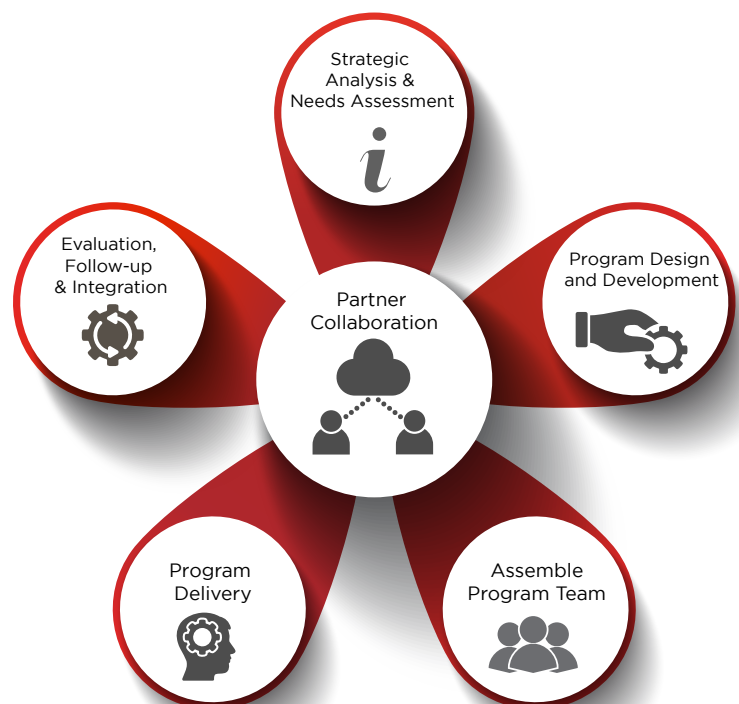 Strategic
Analysis &
Needs Assessment
Program Design
and Development
Assemble
Program Team
Program
Delivery
Evaluation,
Follow-up
& Integration
Partner
Collaboration